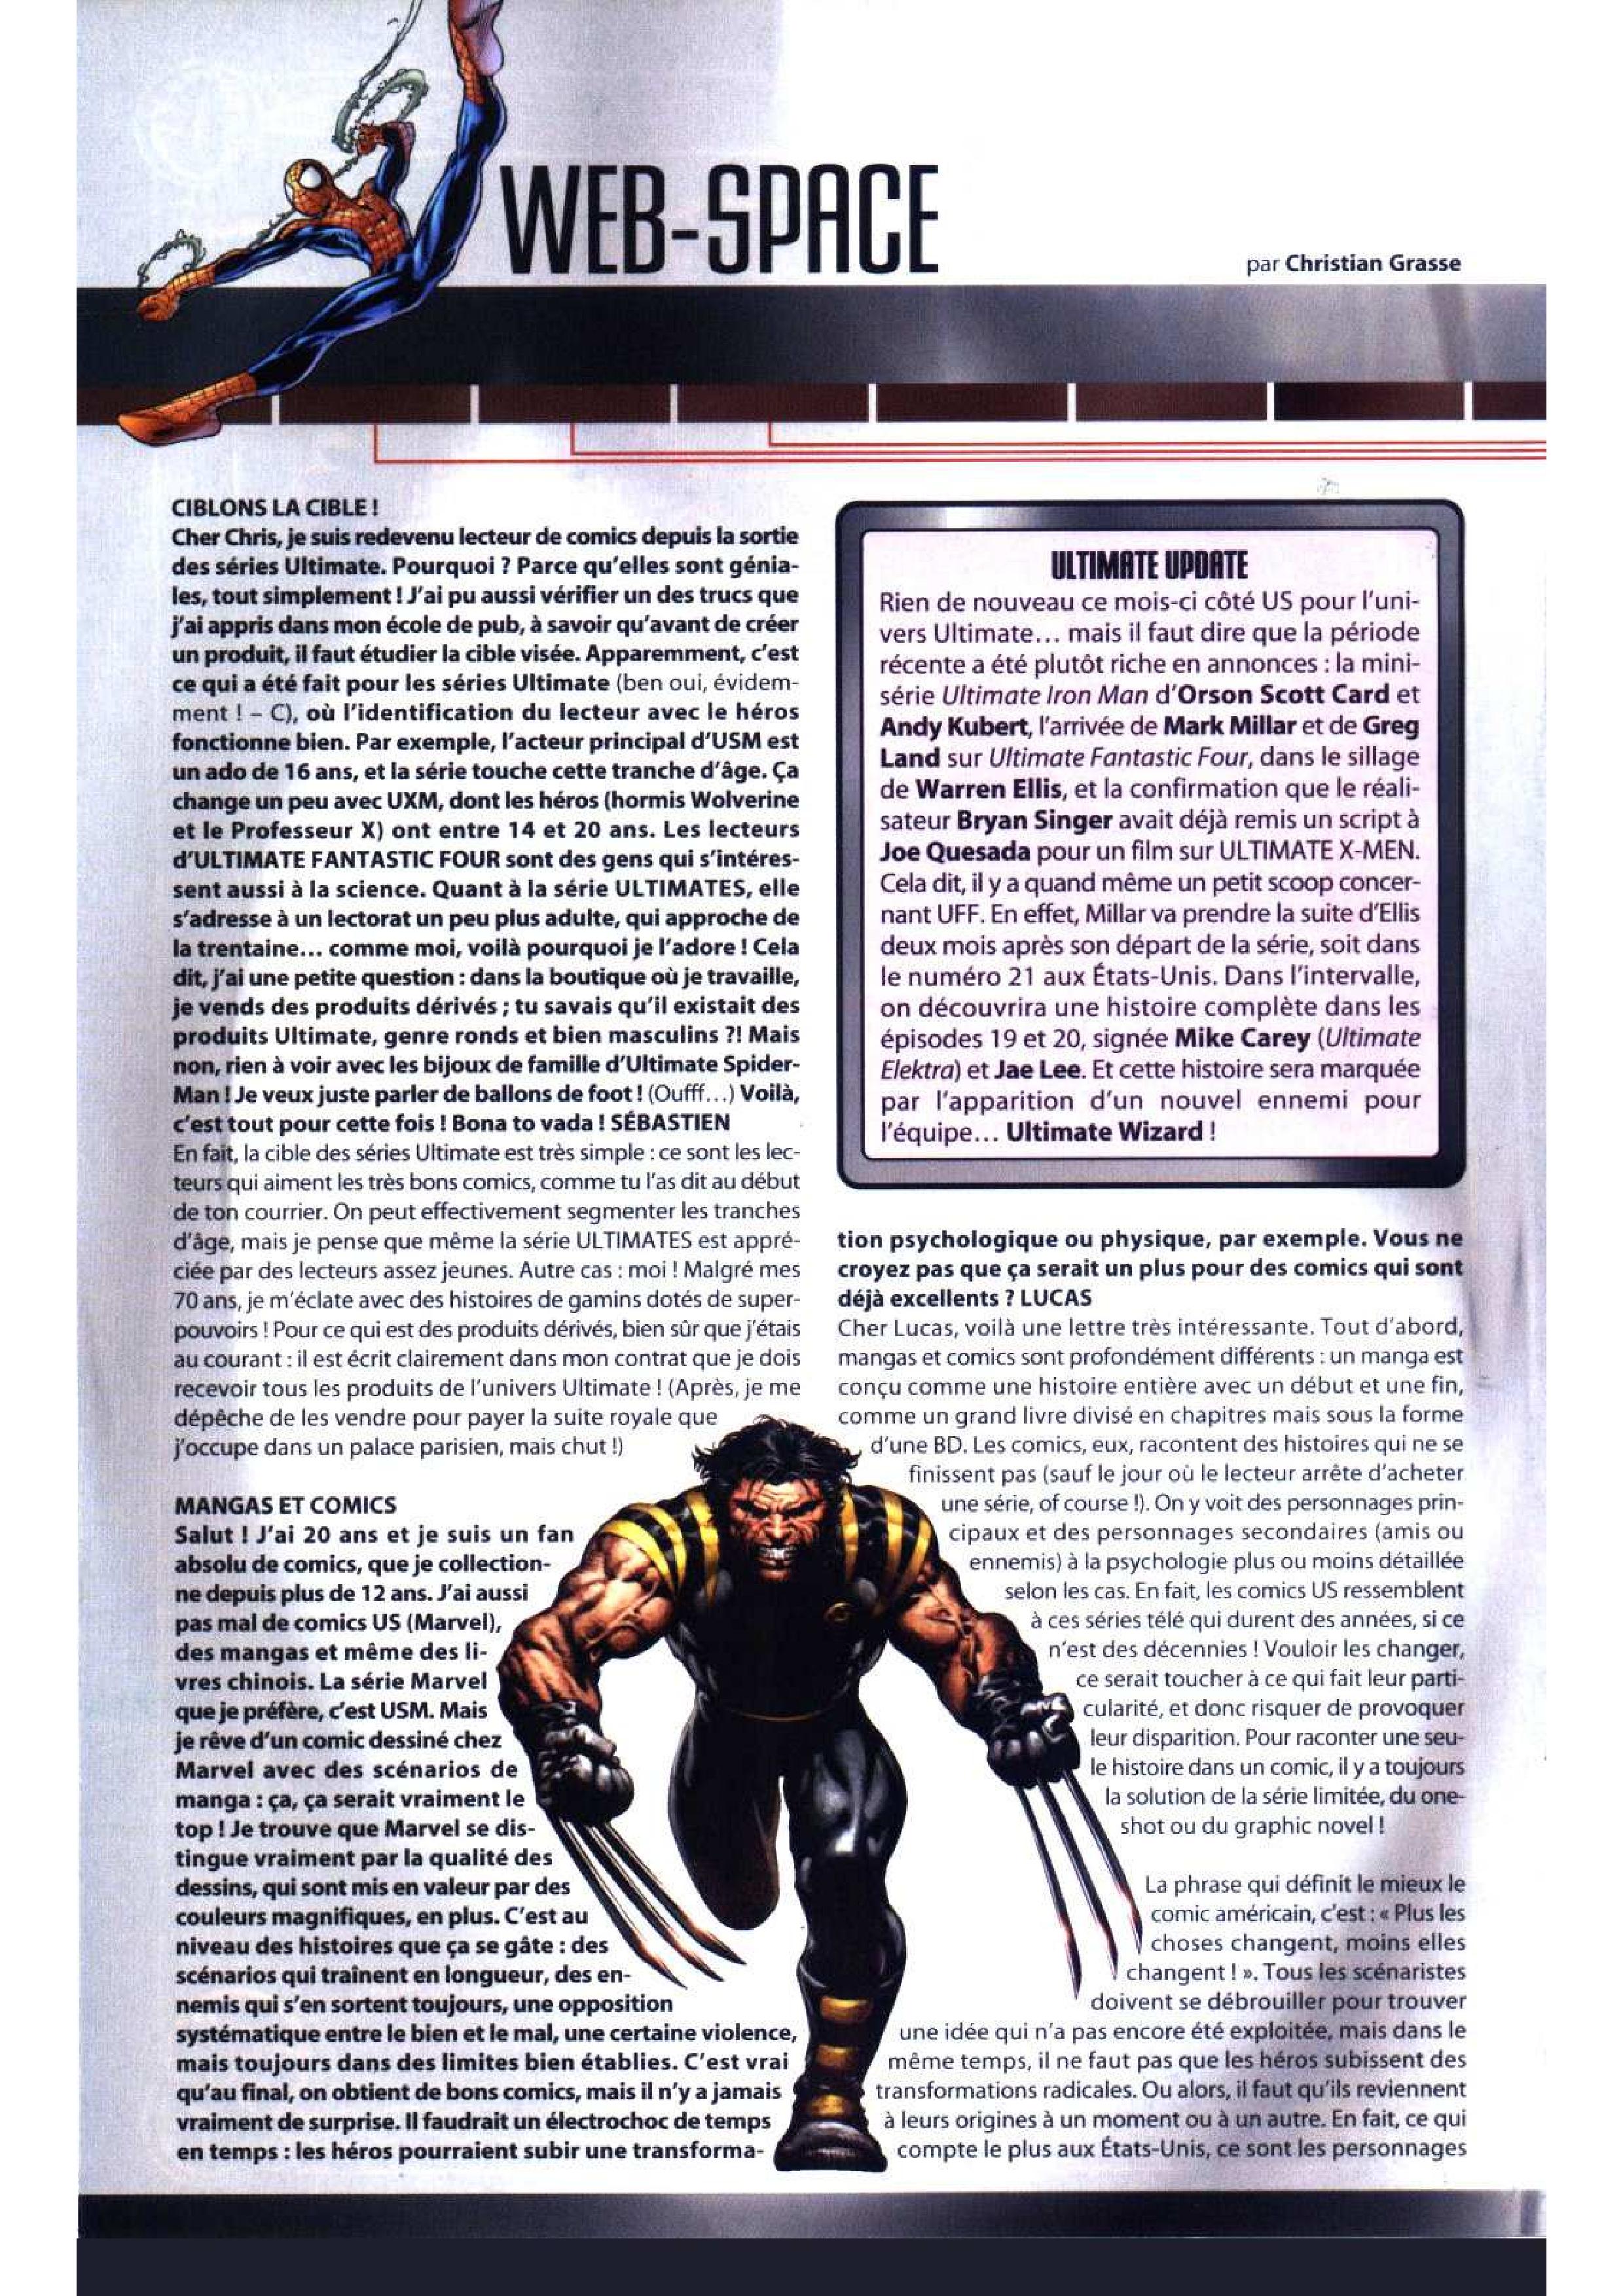 WEB-SPACE
par Christian Grasse
CIBLONS LA CIBLE !
Cher Chris, je suis redevenu lecteur de comics depuis la sortie
des séries Ultimate. Pourquoi ? Parce qu'elles sont génia-
les, tout simplement ! J'ai pu aussi vérifier un des trucs que
j'ai appris dans mon école de pub, à savoir qu'avant de créer
un produit, il faut étudier la cible visée. Apparemment, c'est
ce qui a été fait pour les séries Ultimate (ben oui, évidem-
ment ! – C), où l'identification du lecteur avec le héros
fonctionne bien. Par exemple, l'acteur principal d'USM est
un ado de 16 ans, et la série touche cette tranche d'âge. Ça
change un peu avec UXM, dont les héros (hormis Wolverine
et le Professeur X) ont entre 14 et 20 ans. Les lecteurs
d'ULTIMATE FANTASTIC FOUR sont des gens qui s'intéres-
sent aussi à la science. Quant à la série ULTIMATES, elle
s'adresse à un lectorat un peu plus adulte, qui approche de
la trentaine... comme moi, voilà pourquoi je l'adore ! Cela
dit, j'ai une petite question : dans la boutique où je travaille,
je vends des produits dérivés ; tu savais qu'il existait des
produits Ultimate, genre ronds et bien masculins ?! Mais
non, rien à voir avec les bijoux de famille d'Ultimate Spider-
Man ! Je veux juste parler de ballons de foot ! (Oufff...) Voilà,
c'est tout pour cette fois ! Bona to vada ! SÉBASTIEN
En fait, la cible des séries Ultimate est très simple : ce sont les lec-
teurs qui aiment les très bons comics, comme tu l'as dit au début
de ton courrier. On peut effectivement segmenter les tranches
d'âge, mais je pense que même la série ULTIMATES est appré-
ciée par des lecteurs assez jeunes. Autre cas : moi ! Malgré mes
70 ans, je m'éclate avec des histoires de gamins dotés de super-
pouvoirs ! Pour ce qui est des produits dérivés, bien sûr que j'étais
au courant : il est écrit clairement dans mon contrat que je dois
recevoir tous les produits de l'univers Ultimate ! (Après, je me
dépêche de les vendre pour payer la suite royale que
j'occupe dans un palace parisien, mais chut !)
MANGAS ET COMICS
Salut ! J'ai 20 ans et je suis un fan
absolu de comics, que je collection-
ne depuis plus de 12 ans. J'ai aussi
pas mal de comics US (Marvel),
des mangas et même des li-
vres chinois. La série Marvel
que je préfère, c'est USM. Mais
je rêve d'un comic dessiné chez
Marvel avec des scénarios de
manga : ça, ça serait vraiment le
top ! Je trouve que Marvel se dis-
tingue vraiment par la qualité des
dessins, qui sont mis en valeur par des
couleurs magnifiques, en plus. C'est au
niveau des histoires que ça se gâte : des
scénarios qui traînent en longueur, des en-
nemis qui s'en sortent toujours, une opposition
systématique entre le bien et le mal, une certaine violence,
mais toujours dans des limites bien établies. C'est vrai
qu'au final, on obtient de bons comics, mais il n'y a jamais
vraiment de surprise. Il faudrait un électrochoc de temps
en temps : les héros pourraient subir une transforma-
ULTIMATE UPDATE
Rien de nouveau ce mois-ci côté US pour l'uni-
vers Ultimate... mais il faut dire que la période
récente a été plutôt riche en annonces : la mini-
série Ultimate Iron Man d'Orson Scott Card et
Andy Kubert, l'arrivée de Mark Millar et de Greg
Land sur Ultimate Fantastic Four, dans le sillage
de Warren Ellis, et la confirmation que le réali-
sateur Bryan Singer avait déjà remis un script à
Joe Quesada pour un film sur ULTIMATE X-MEN.
Cela dit, il y a quand même un petit scoop concer-
nant UFF. En effet, Millar va prendre la suite d'Ellis
deux mois après son départ de la série, soit dans
le numéro 21 aux États-Unis. Dans l'intervalle,
on découvrira une histoire complète dans les
épisodes 19 et 20, signée Mike Carey (Ultimate
Elektra) et Jae Lee. Et cette histoire sera marquée
par l'apparition d'un nouvel ennemi pour
l'équipe... Ultimate Wizard !
tion psychologique ou physique, par exemple. Vous ne
croyez pas que ça serait un plus pour des comics qui sont
déjà excellents ? LUCAS
Cher Lucas, voilà une lettre très intéressante. Tout d'abord,
mangas et comics sont profondément différents : un manga est
conçu comme une histoire entière avec un début et une fin,
comme un grand livre divisé en chapitres mais sous la forme
d'une BD. Les comics, eux, racontent des histoires qui ne se
finissent pas (sauf le jour où le lecteur arrête d'acheter
une série, of course !). On y voit des personnages prin-
cipaux et des personnages secondaires (amis ou
ennemis) à la psychologie plus ou moins détaillée
selon les cas. En fait, les comics US ressemblent
à ces séries télé qui durent des années, si ce
n'est des décennies ! Vouloir les changer,
ce serait toucher à ce qui fait leur parti-
cularité, et donc risquer de provoquer
leur disparition. Pour raconter une seu-
le histoire dans un comic, il y a toujours
la solution de la série limitée, du one-
shot ou du graphic novel !
La phrase qui définit le mieux le
comic américain, c'est : « Plus les
choses changent, moins elles
changent ! ». Tous les scénaristes
doivent se débrouiller pour trouver
une idée qui n'a pas encore été exploitée, mais dans le
même temps, il ne faut pas que les héros subissent des
transformations radicales. Ou alors, il faut qu'ils reviennent
à leurs origines à un moment ou à un autre. En fait, ce qui
compte le plus aux États-Unis, ce sont les personnages